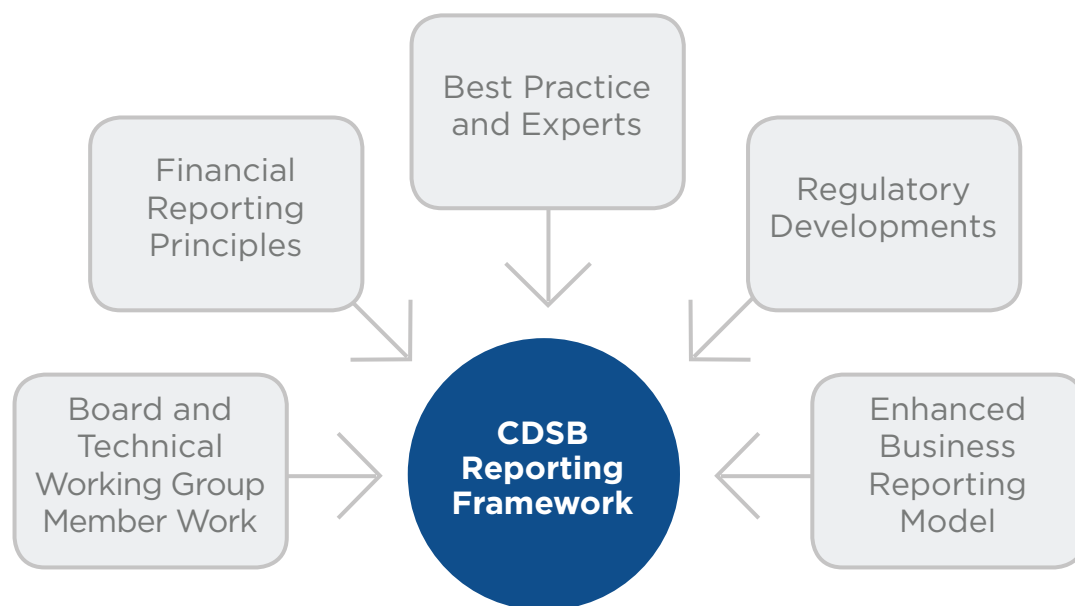 Best Practice
and Experts
Financial
Reporting
Principles
Regulatory
Developments
Board and
Technical
Working Group
Member Work
CDSB
Reporting
Framework
Enhanced
Business
Reporting
Model